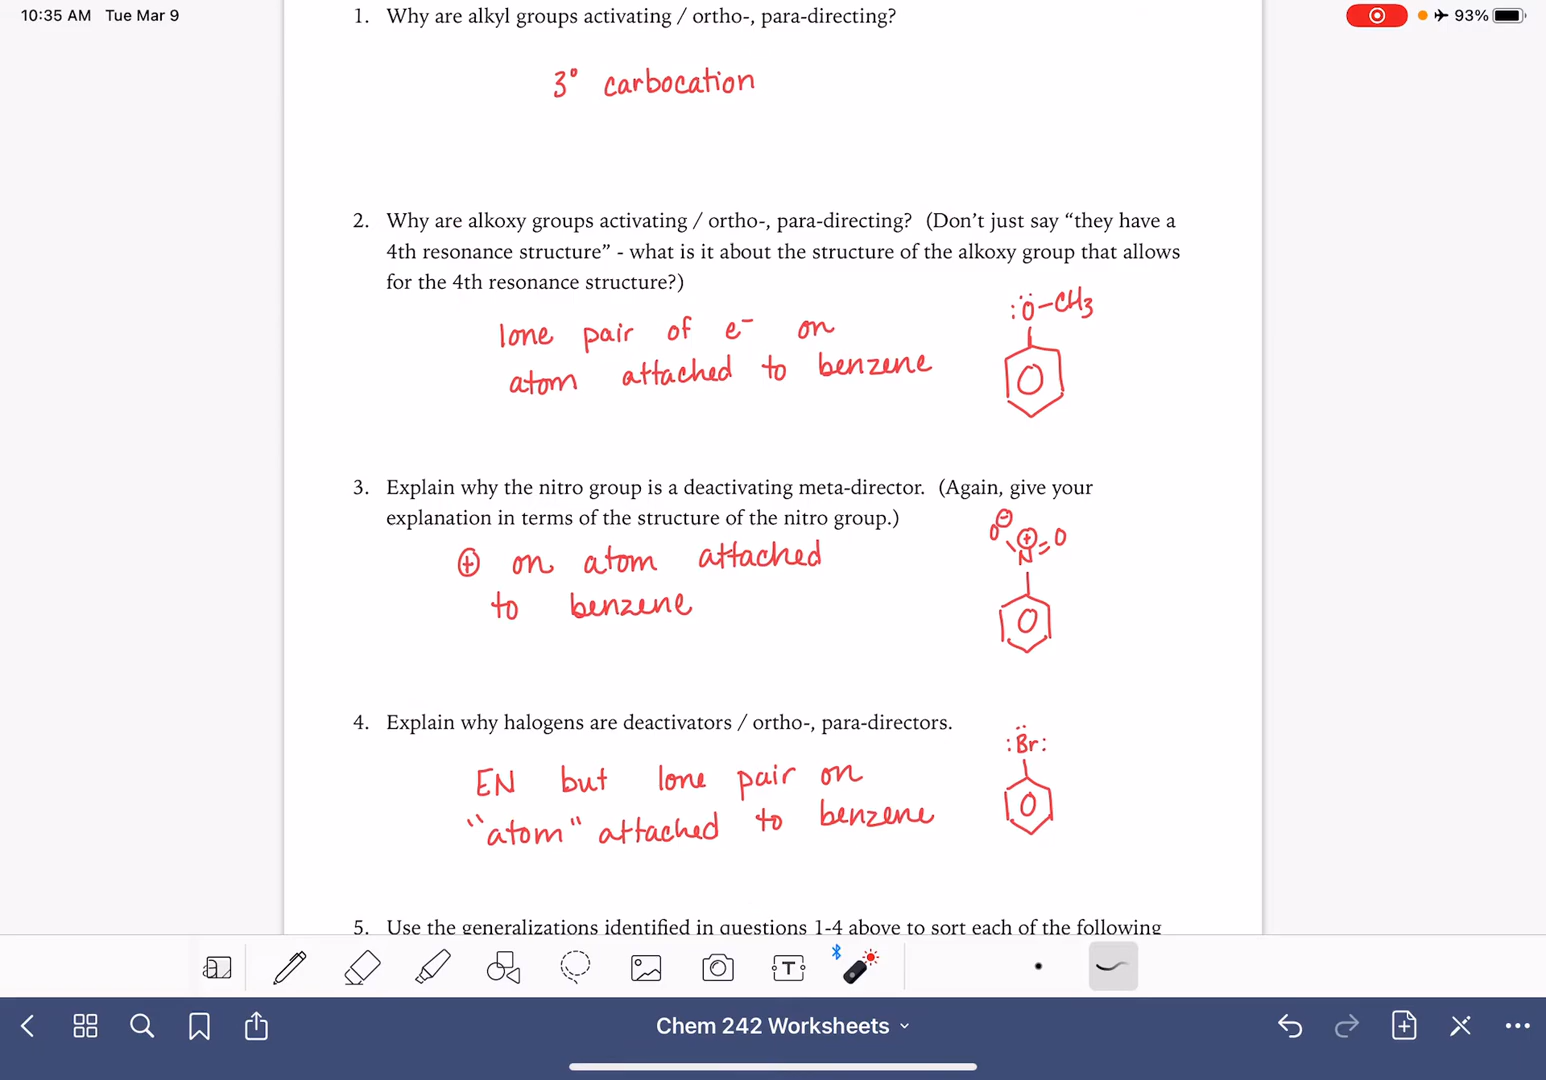 10:35 AM Tue Mar 9
93%
1. Why are alkyl groups activating / ortho-, para-directing?
3° carbocation
2. Why are alkoxy groups activating / ortho-, para-directing? (Don't just say “they have a
4th resonance structure” - what is it about the structure of the alkoxy group that allows
for the 4th resonance structure?)
:Ö-CH3
lone pair of e⁻ on
atom attached to benzene
3. Explain why the nitro group is a deactivating meta-director. (Again, give your
explanation in terms of the structure of the nitro group.)
O⊖ ⊕N=O
⊕ on atom attached
to benzene
4. Explain why halogens are deactivators / ortho-, para-directors.
:Br:
EN but lone pair on
"atom" attached to benzene
5. Use the generalizations identified in questions 1-4 above to sort each of the following
a
T
Chem 242 Worksheets